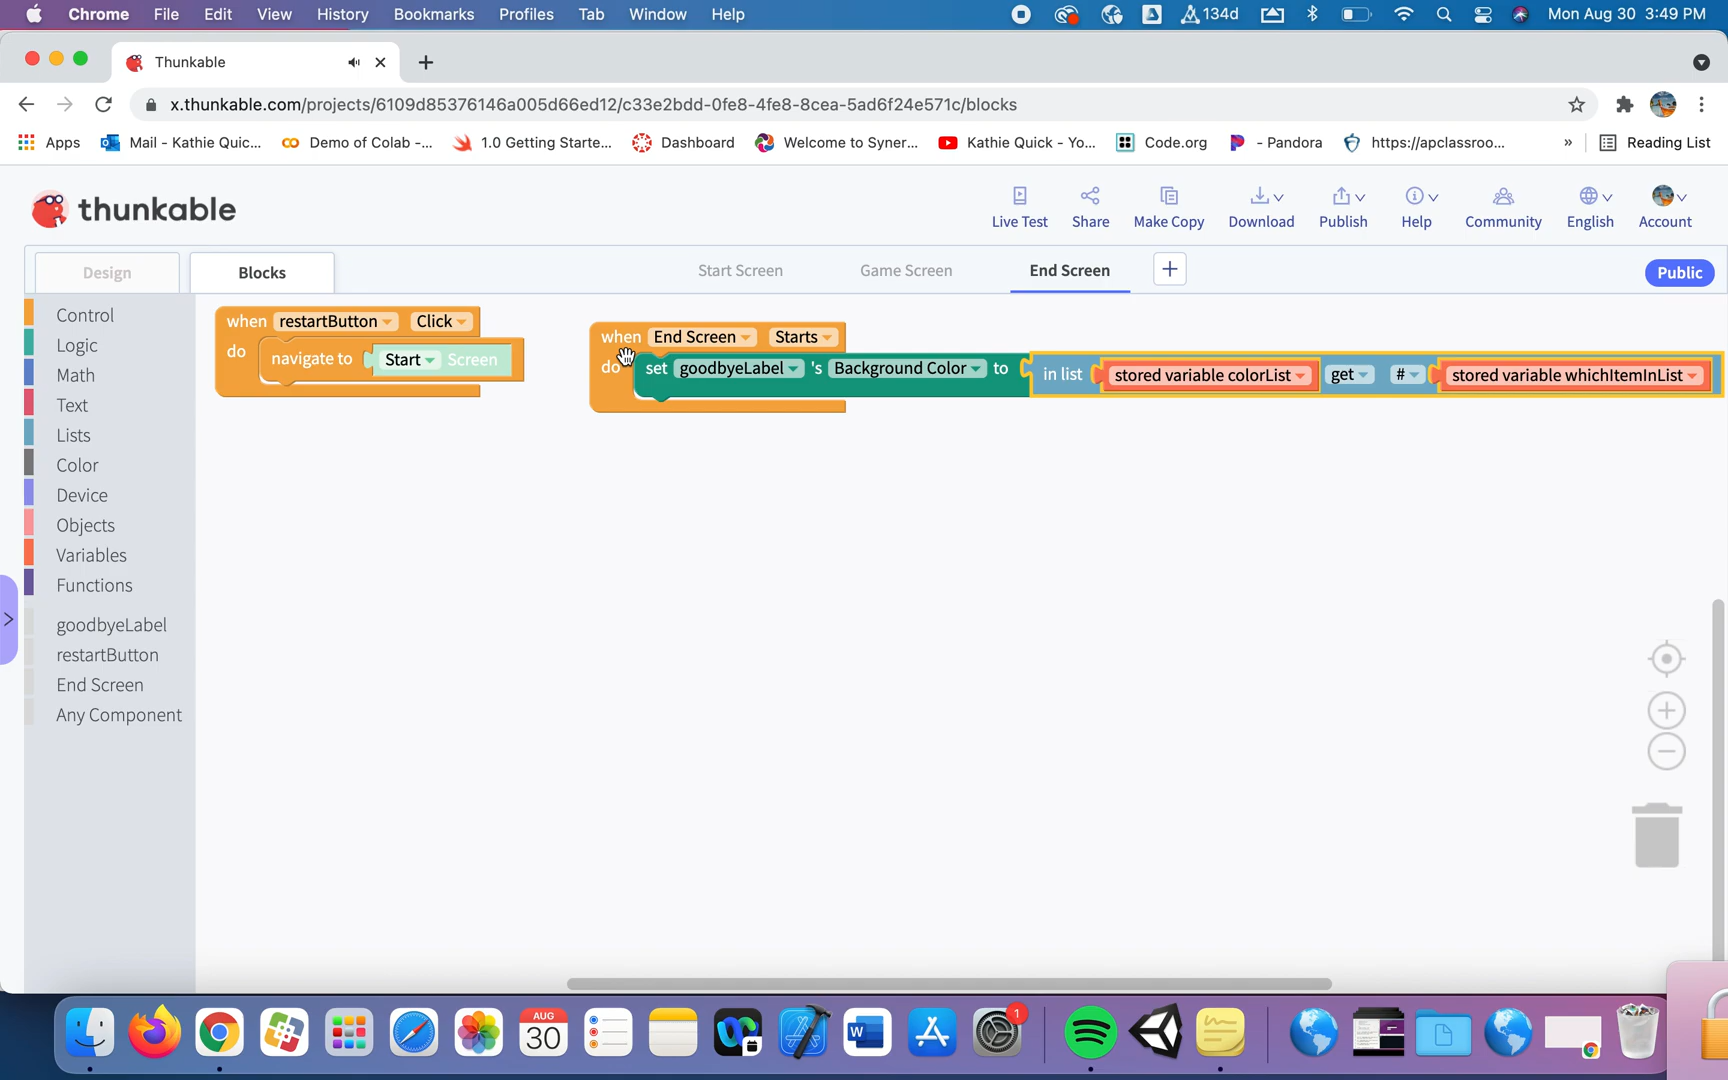 Chrome File Edit View History Bookmarks Profiles Tab Window Help 134d Mon Aug 30 3:49 PM
Thunkable
x.thunkable.com/projects/6109d85376146a005d66ed12/c33e2bdd-0fe8-4fe8-8cea-5ad6f24e571c/blocks
Apps Mail - Kathie Quic... Demo of Colab -... 1.0 Getting Starte... Dashboard Welcome to Syner... Kathie Quick - Yo... Code.org - Pandora https://apclassroo... » Reading List
thunkable
Live Test Share Make Copy Download Publish Help Community English Account
Design Blocks Start Screen Game Screen End Screen + Public
Control
Logic
Math
Text
Lists
Color
Device
Objects
Variables
Functions
goodbyeLabel
restartButton
End Screen
Any Component
when restartButton Click
do navigate to Start Screen
when End Screen Starts
do set goodbyeLabel 's Background Color to in list stored variable colorList get # stored variable whichItemInList
AUG
30
1